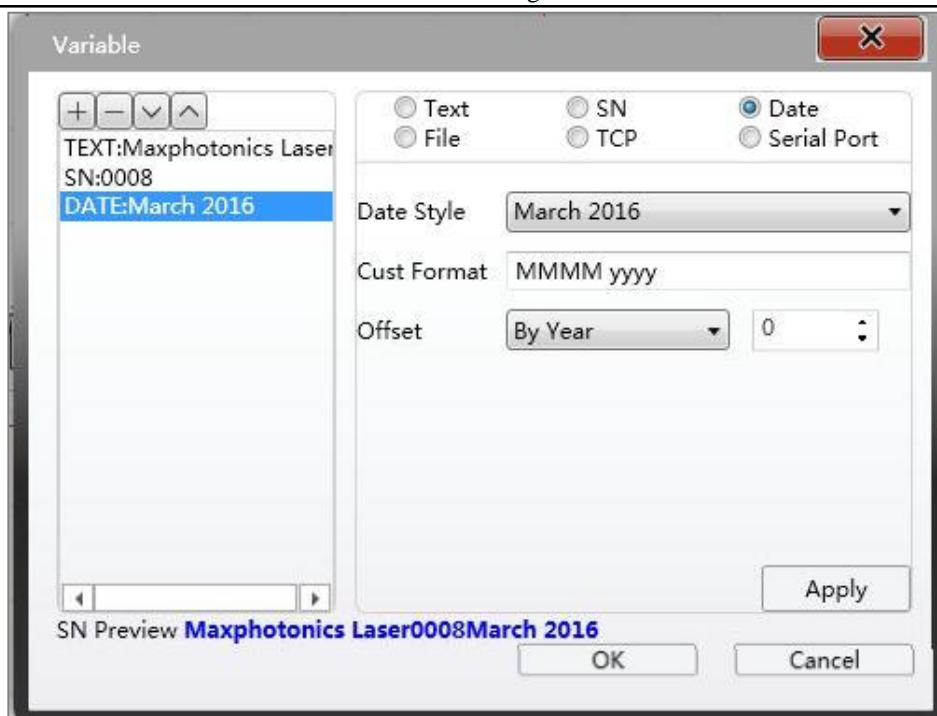 Variable
TEXT:Maxphotonics Laser
SN:0008
DATE:March 2016
Text SN Date
File TCP Serial Port
Date Style March 2016
Cust Format MMMM yyyy
Offset By Year 0
Apply
SN Preview Maxphotonics Laser0008March 2016
OK Cancel